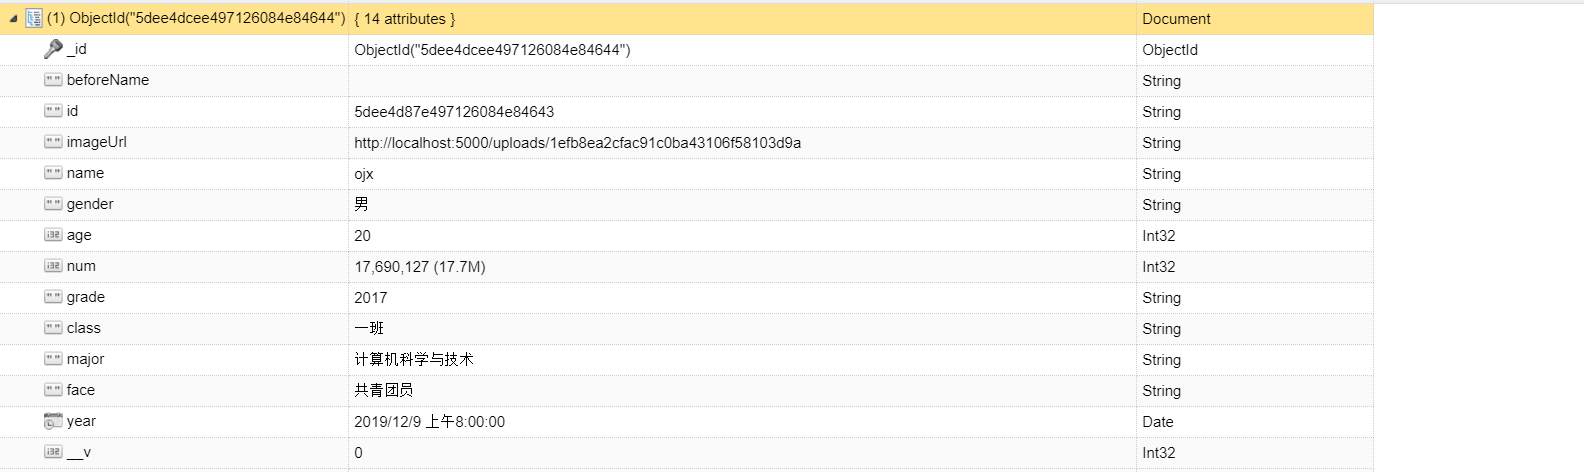 (1) ObjectId("5dee4dcee497126084e84644") { 14 attributes } Document
_id ObjectId("5dee4dcee497126084e84644") ObjectId
beforeName String
id 5dee4d87e497126084e84643 String
imageUrl http://localhost:5000/uploads/1efb8ea2cfac91c0ba43106f58103d9a String
name ojx String
gender 男 String
age 20 Int32
num 17,690,127 (17.7M) Int32
grade 2017 String
class 一班 String
major 计算机科学与技术 String
face 共青团员 String
year 2019/12/9 上午8:00:00 Date
__v 0 Int32